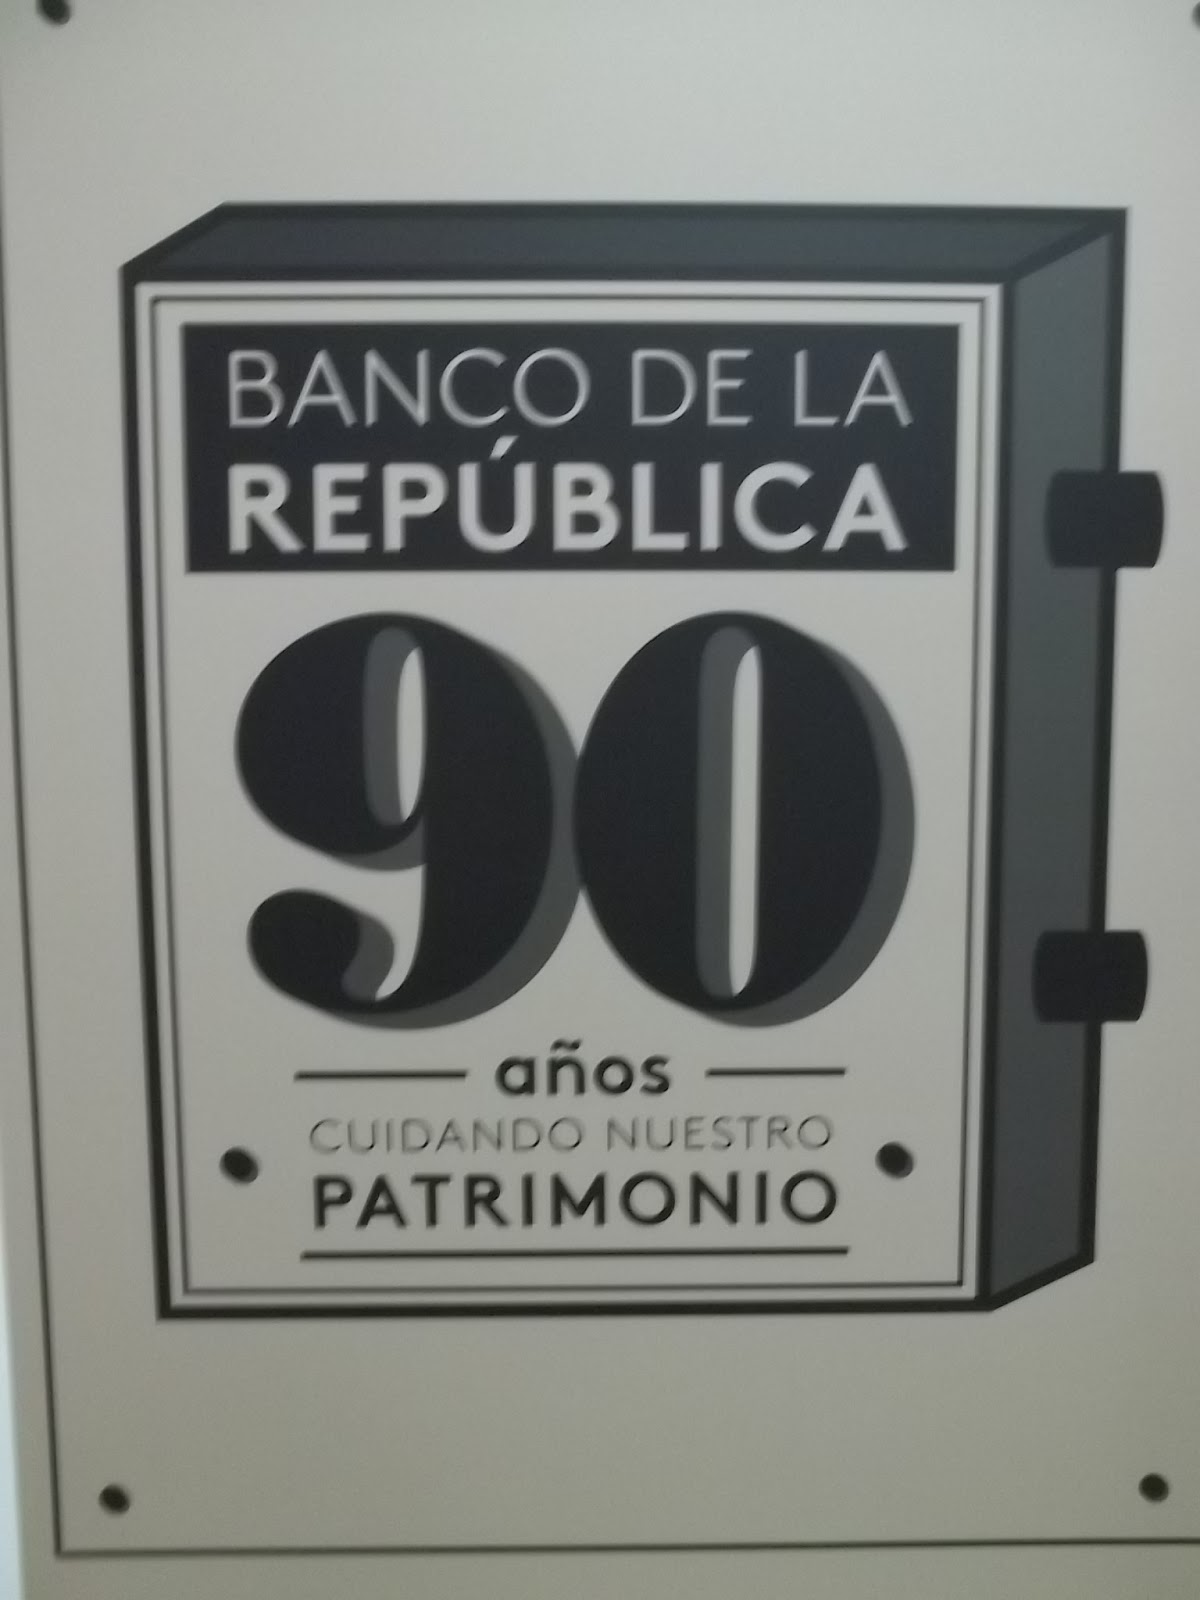 BANCO DE LA
REPÚBLICA
90
años
CUIDANDO NUESTRO
PATRIMONIO